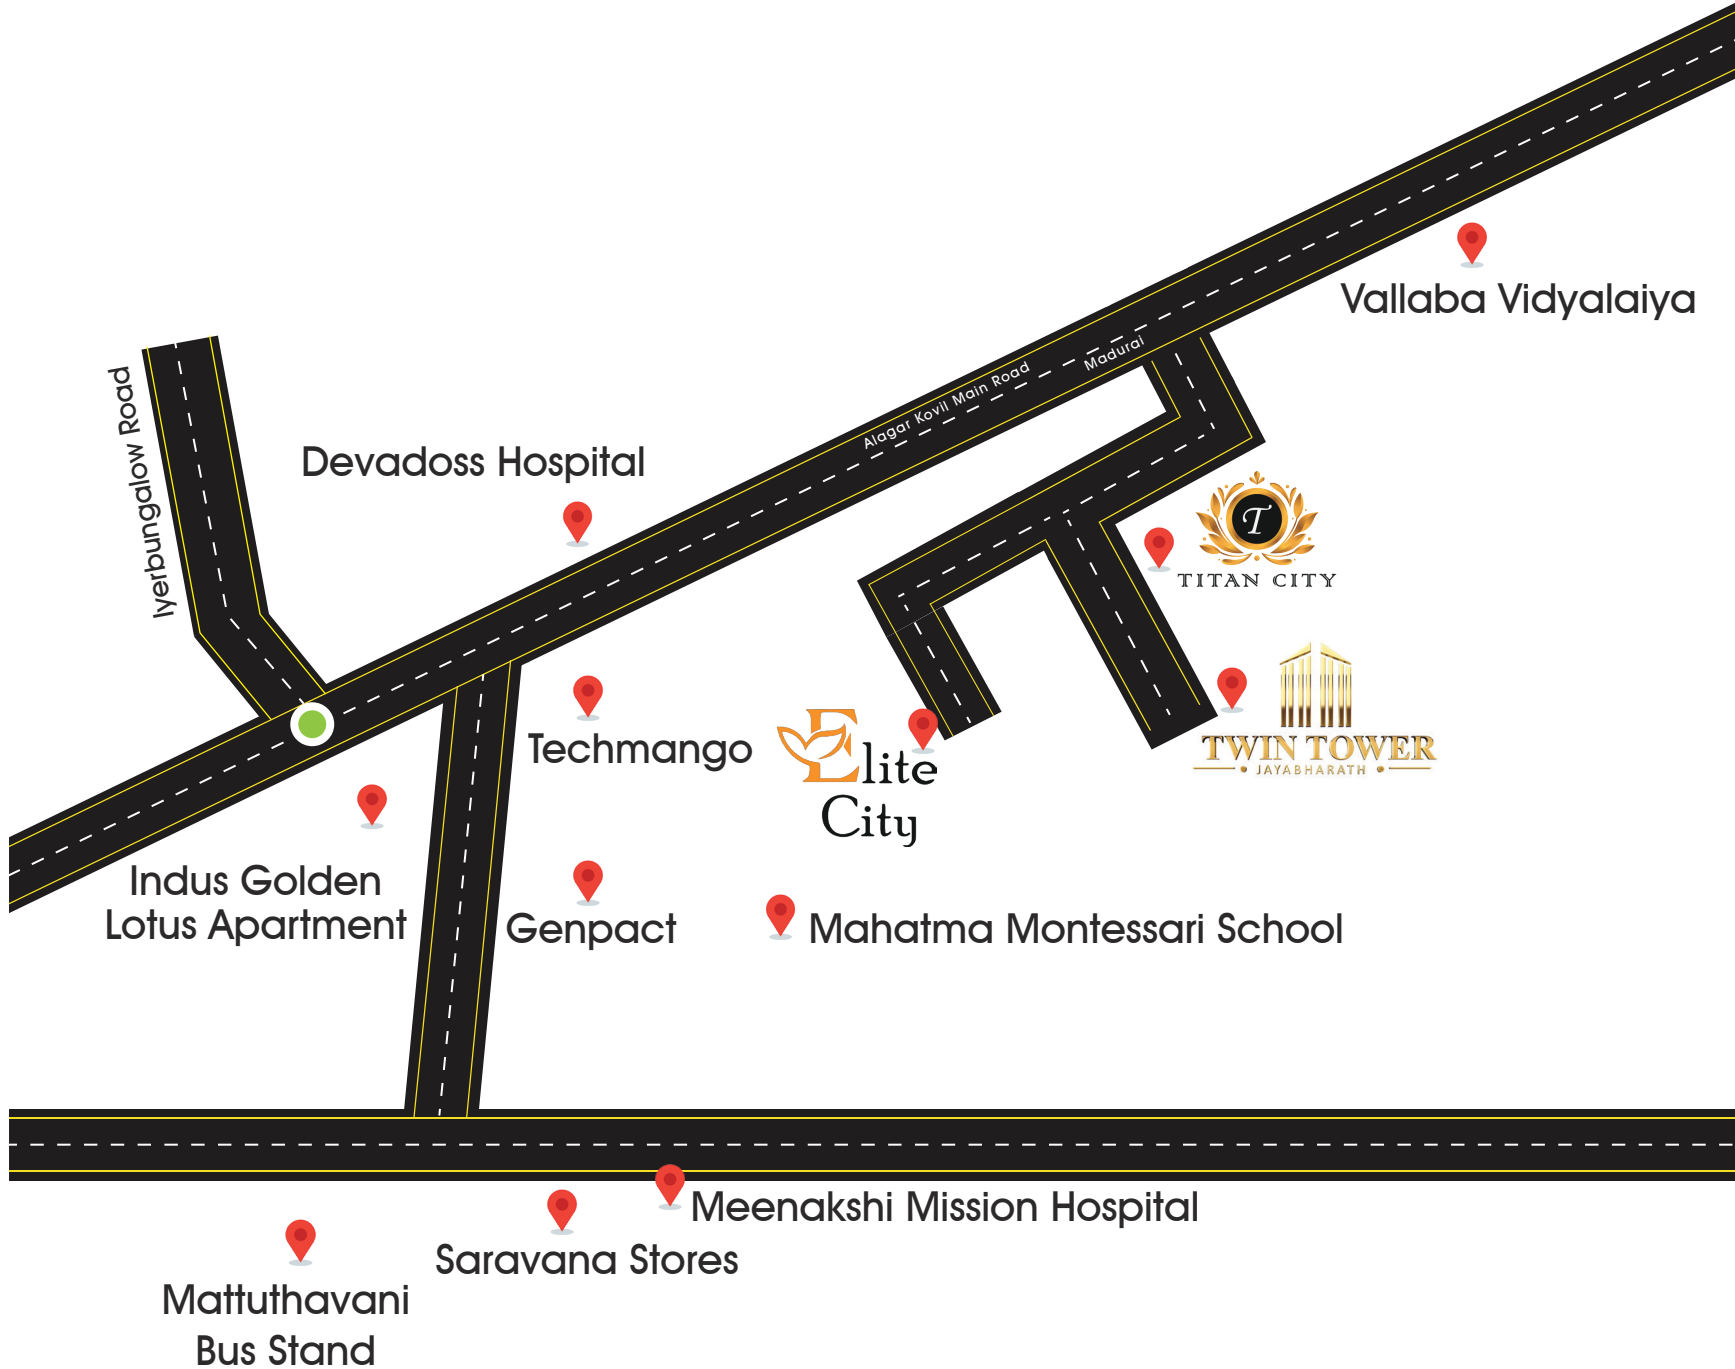 Vallaba Vidyalaiya
Alagar Kovil Main Road
Madurai
Iyerbungalow Road
Devadoss Hospital
T
TITAN CITY
TWIN TOWER
JAYABHARATH
Techmango
Elite
City
Indus Golden
Lotus Apartment
Genpact
Mahatma Montessari School
Meenakshi Mission Hospital
Saravana Stores
Mattuthavani
Bus Stand